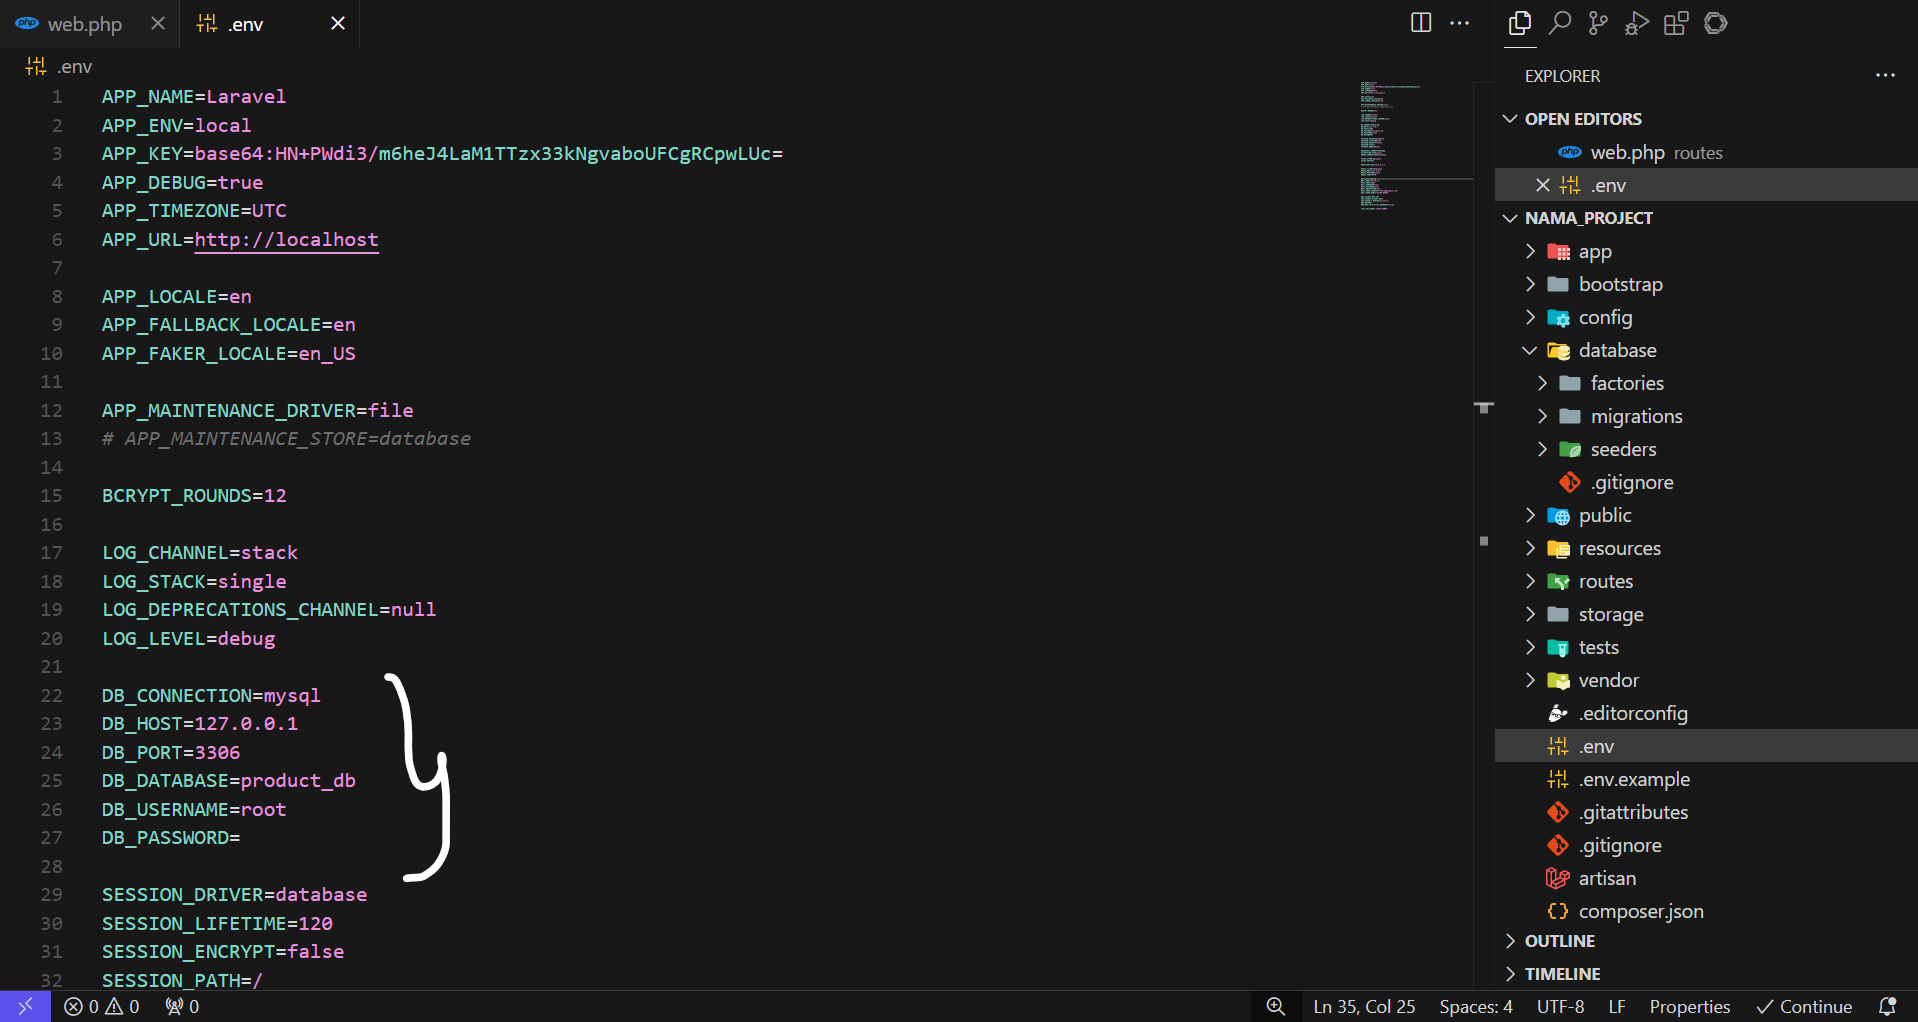 web.php
.env
.env
1 APP_NAME=Laravel
2 APP_ENV=local
3 APP_KEY=base64:HN+PWdi3/m6heJ4LaM1TTzx33kNgvaboUFCgRCpwLUc=
4 APP_DEBUG=true
5 APP_TIMEZONE=UTC
6 APP_URL=http://localhost
7
8 APP_LOCALE=en
9 APP_FALLBACK_LOCALE=en
10 APP_FAKER_LOCALE=en_US
11
12 APP_MAINTENANCE_DRIVER=file
13 # APP_MAINTENANCE_STORE=database
14
15 BCRYPT_ROUNDS=12
16
17 LOG_CHANNEL=stack
18 LOG_STACK=single
19 LOG_DEPRECATIONS_CHANNEL=null
20 LOG_LEVEL=debug
21
22 DB_CONNECTION=mysql
23 DB_HOST=127.0.0.1
24 DB_PORT=3306
25 DB_DATABASE=product_db
26 DB_USERNAME=root
27 DB_PASSWORD=
28
29 SESSION_DRIVER=database
30 SESSION_LIFETIME=120
31 SESSION_ENCRYPT=false
32 SESSION_PATH=/
EXPLORER
OPEN EDITORS
web.php routes
.env
NAMA_PROJECT
app
bootstrap
config
database
factories
migrations
seeders
.gitignore
public
resources
routes
storage
tests
vendor
.editorconfig
.env
.env.example
.gitattributes
.gitignore
artisan
composer.json
OUTLINE
TIMELINE
0 0 0 Ln 35, Col 25 Spaces: 4 UTF-8 LF Properties Continue